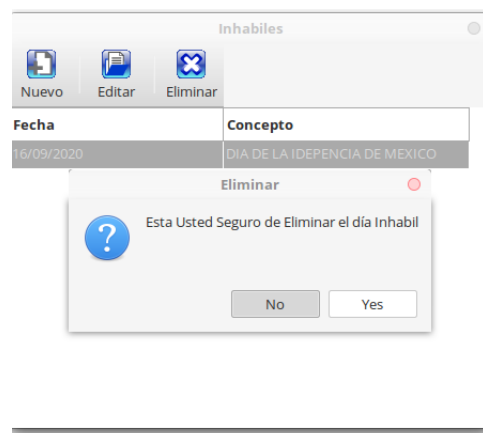 Inhabiles
Nuevo Editar Eliminar
Fecha Concepto
16/09/2020 DIA DE LA IDEPENCIA DE MEXICO
Eliminar
?
Esta Usted Seguro de Eliminar el día Inhabil
No Yes